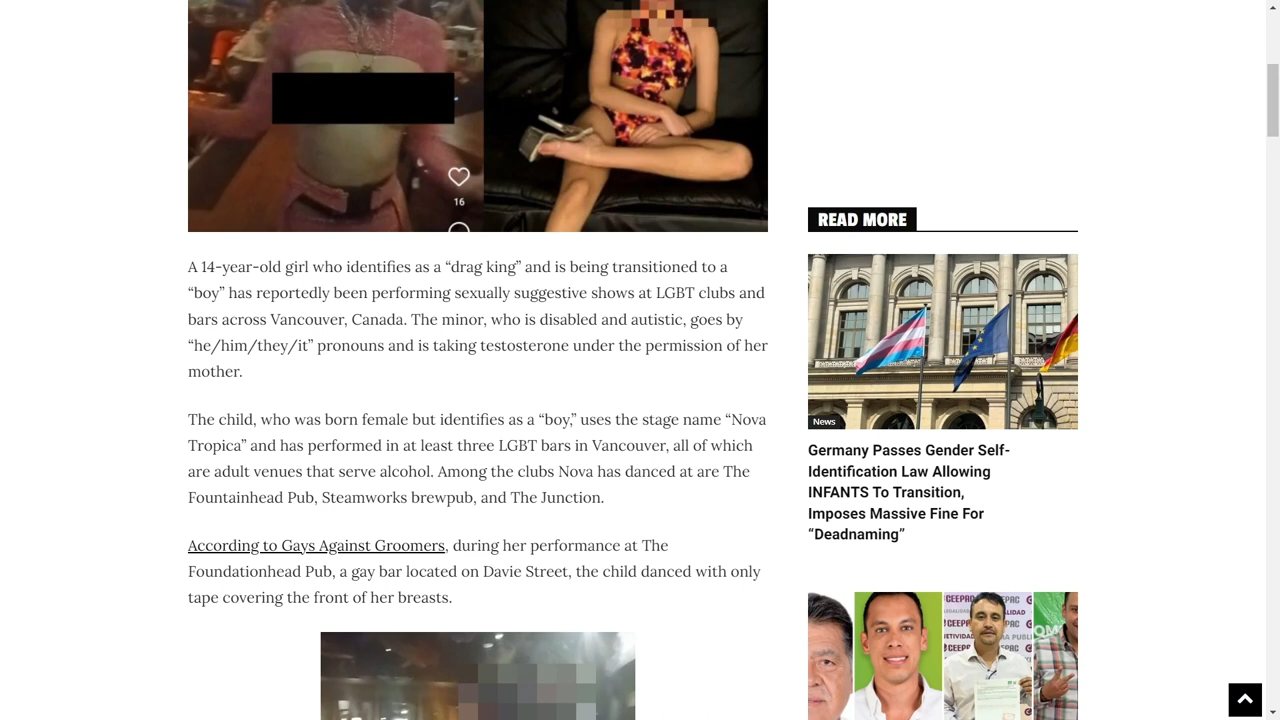 16
A 14-year-old girl who identifies as a “drag king” and is being transitioned to a
“boy” has reportedly been performing sexually suggestive shows at LGBT clubs and
bars across Vancouver, Canada. The minor, who is disabled and autistic, goes by
“he/him/they/it” pronouns and is taking testosterone under the permission of her
mother.
The child, who was born female but identifies as a “boy,” uses the stage name “Nova
Tropica” and has performed in at least three LGBT bars in Vancouver, all of which
are adult venues that serve alcohol. Among the clubs Nova has danced at are The
Fountainhead Pub, Steamworks brewpub, and The Junction.
According to Gays Against Groomers, during her performance at The
Foundationhead Pub, a gay bar located on Davie Street, the child danced with only
tape covering the front of her breasts.
READ MORE
News
Germany Passes Gender Self-
Identification Law Allowing
INFANTS To Transition,
Imposes Massive Fine For
“Deadnaming”
CEEPAC